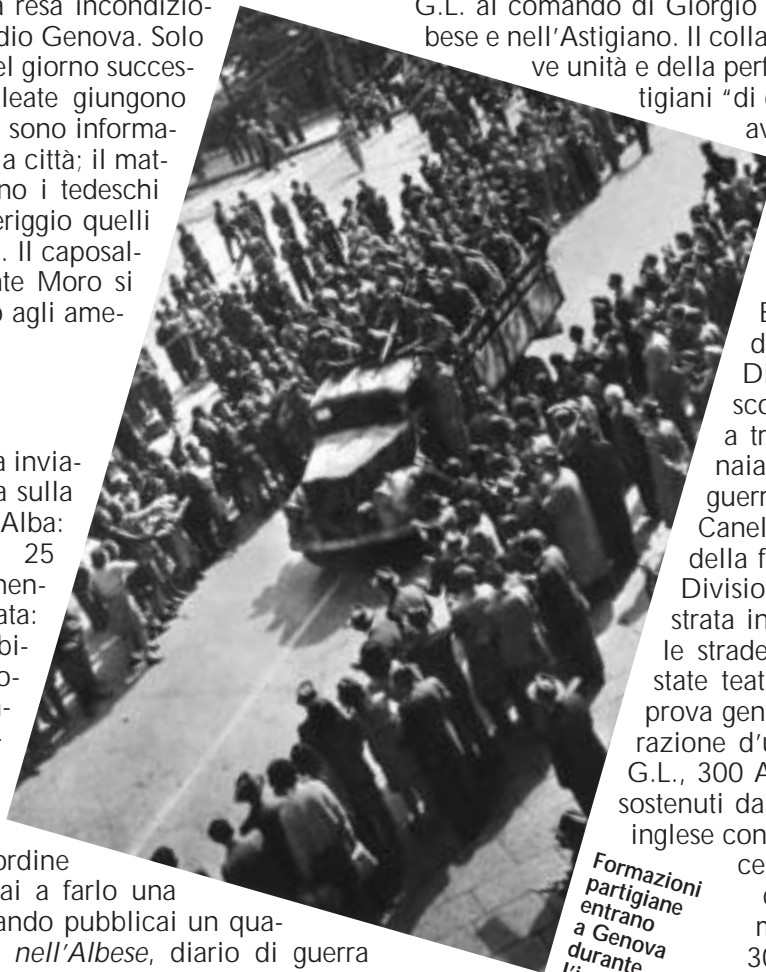 a resa incondizio-
dio Genova. Solo
el giorno succes-
leate giungono
sono informa-
a città; il mat-
no i tedeschi
eriggio quelli
. Il caposal-
te Moro si
o agli ame-
a invia-
a sulla
Alba:
25
men-
ata:
bi-
o-
ordine
ai a farlo una
ando pubblicai un qua-
nell'Albese, diario di guerra
G.L. al comando di Giorgio
bese e nell'Astigiano. Il colla
ve unità e della perf
tigiani "di
av
E
d
Di
sco
a tr
naia
guerr
Canel
della f
Divisio
strata in
le strade
state teat
prova gen
razione d'u
G.L., 300 A
sostenuti da
inglese con
ce
n
30
Formazioni
partigiane
entrano
a Genova
durante